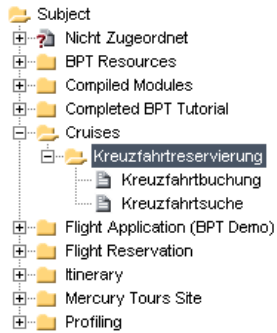 Subject
Nicht Zugeordnet
BPT Resources
Compiled Modules
Completed BPT Tutorial
Cruises
Kreuzfahrtreservierung
Kreuzfahrtbuchung
Kreuzfahrtsuche
Flight Application (BPT Demo)
Flight Reservation
Itinerary
Mercury Tours Site
Profiling